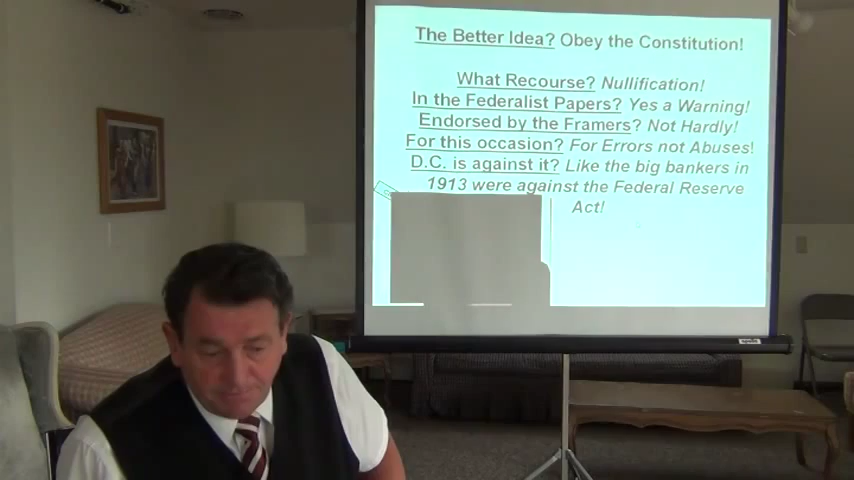 The Better Idea? Obey the Constitution!
What Recourse? Nullification!
In the Federalist Papers? Yes a Warning!
Endorsed by the Framers? Not Hardly!
For this occasion? For Errors not Abuses!
D.C. is against it? Like the big bankers in
1913 were against the Federal Reserve
Act!